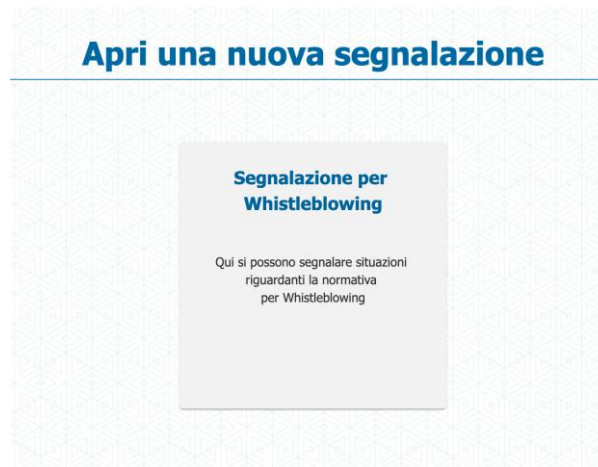 Apri una nuova segnalazione
Segnalazione per
Whistleblowing
Qui si possono segnalare situazioni
riguardanti la normativa
per Whistleblowing